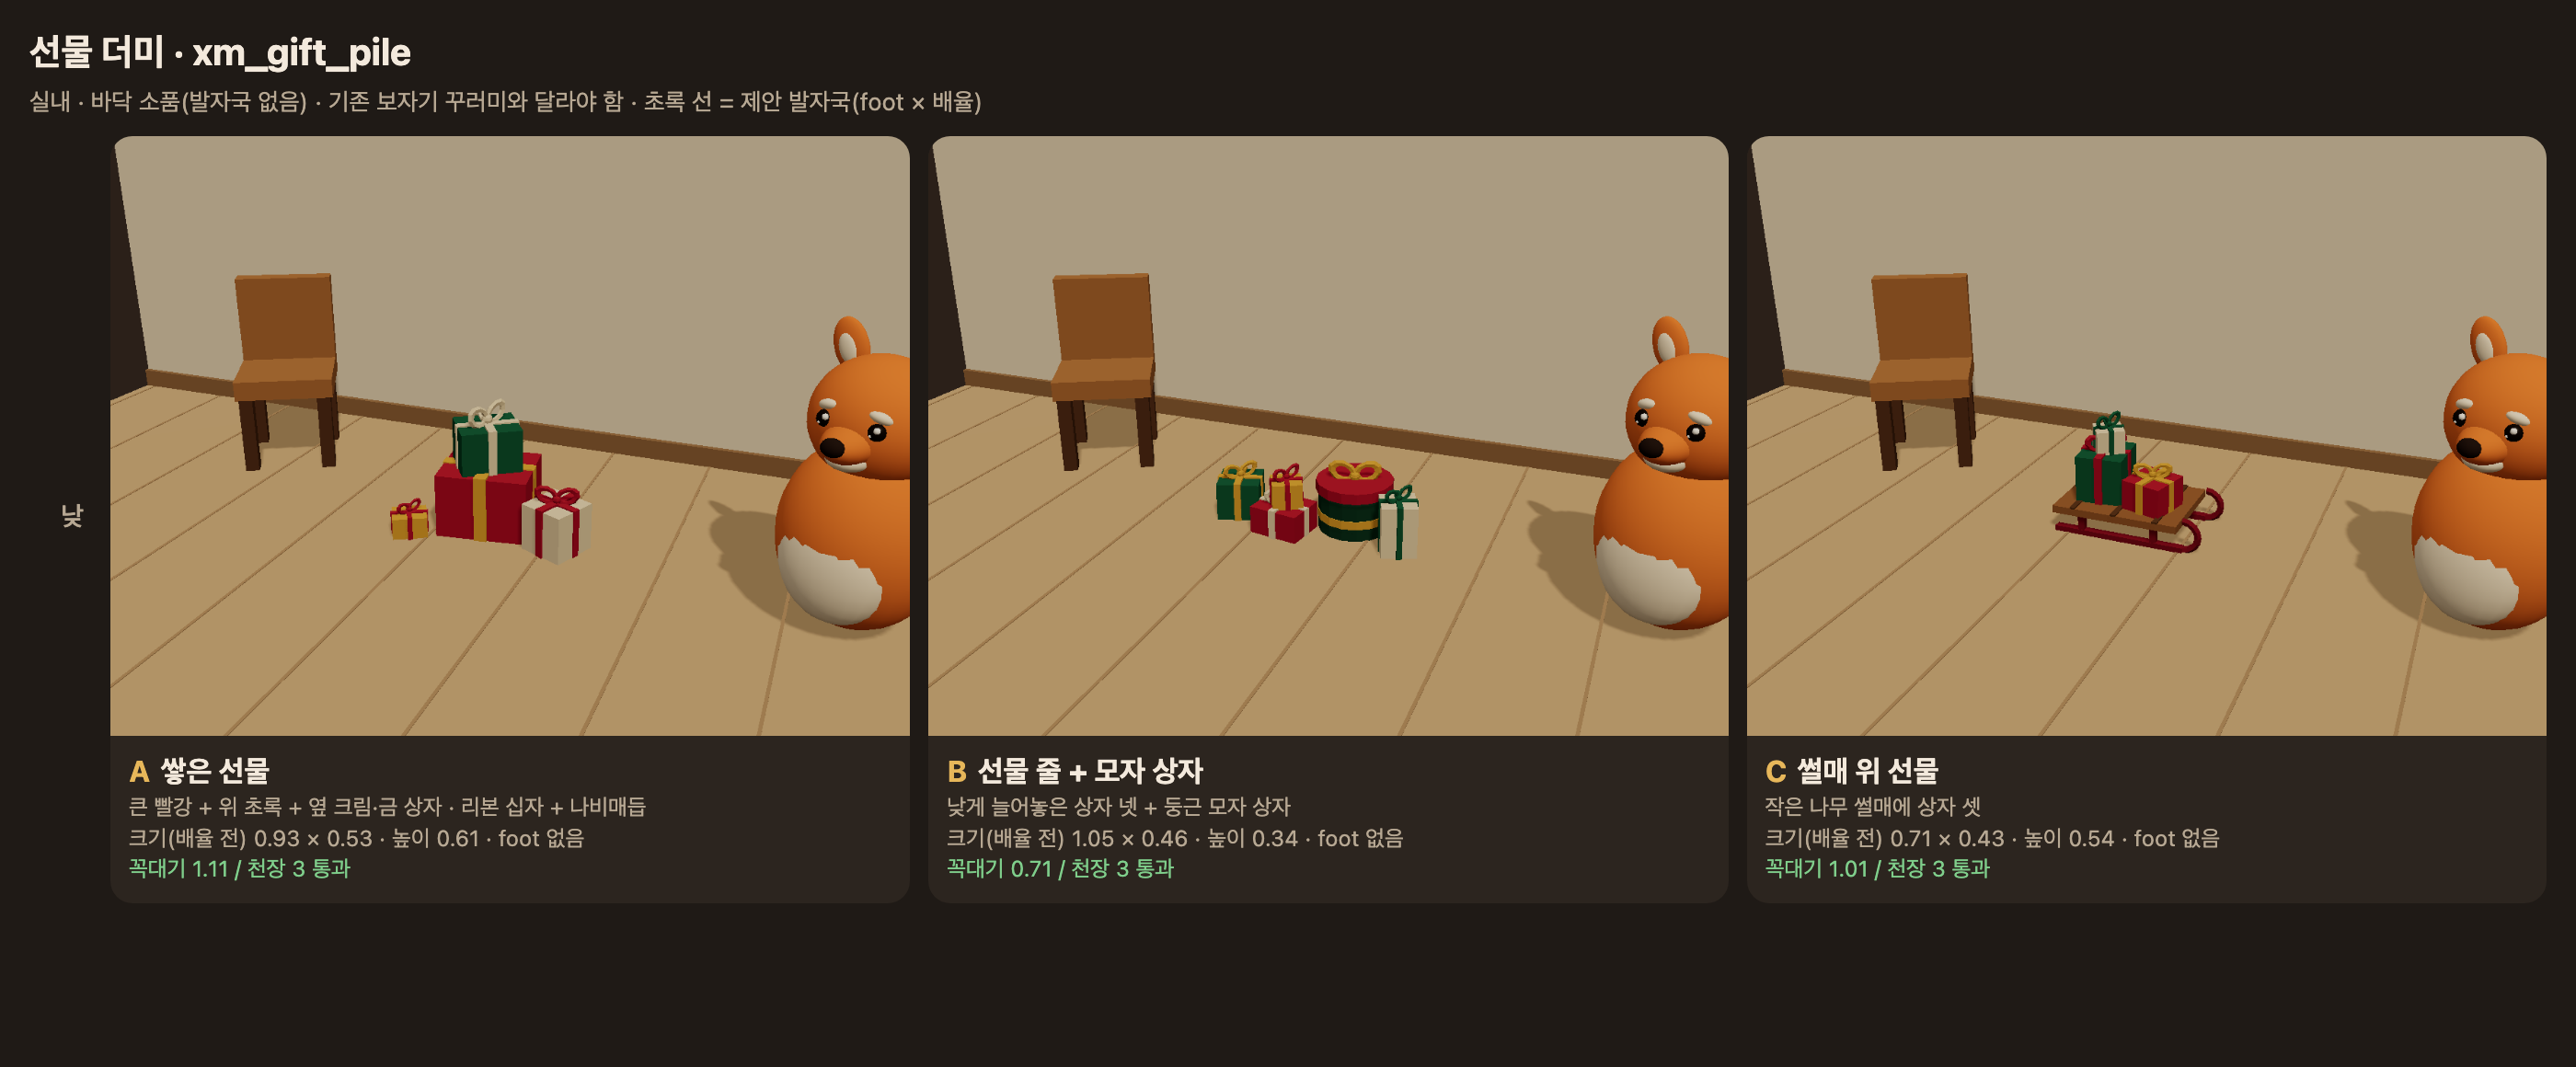 선물 더미 · xm_gift_pile
실내 · 바닥 소품(발자국 없음) · 기존 보자기 꾸러미와 달라야 함 · 초록 선 = 제안 발자국(foot × 배율)
낮
A 쌓은 선물
큰 빨강 + 위 초록 + 옆 크림·금 상자 · 리본 십자 + 나비매듭
크기(배율 전) 0.93 × 0.53 · 높이 0.61 · foot 없음
꼭대기 1.11 / 천장 3 통과
B 선물 줄 + 모자 상자
낮게 늘어놓은 상자 넷 + 둥근 모자 상자
크기(배율 전) 1.05 × 0.46 · 높이 0.34 · foot 없음
꼭대기 0.71 / 천장 3 통과
C 썰매 위 선물
작은 나무 썰매에 상자 셋
크기(배율 전) 0.71 × 0.43 · 높이 0.54 · foot 없음
꼭대기 1.01 / 천장 3 통과